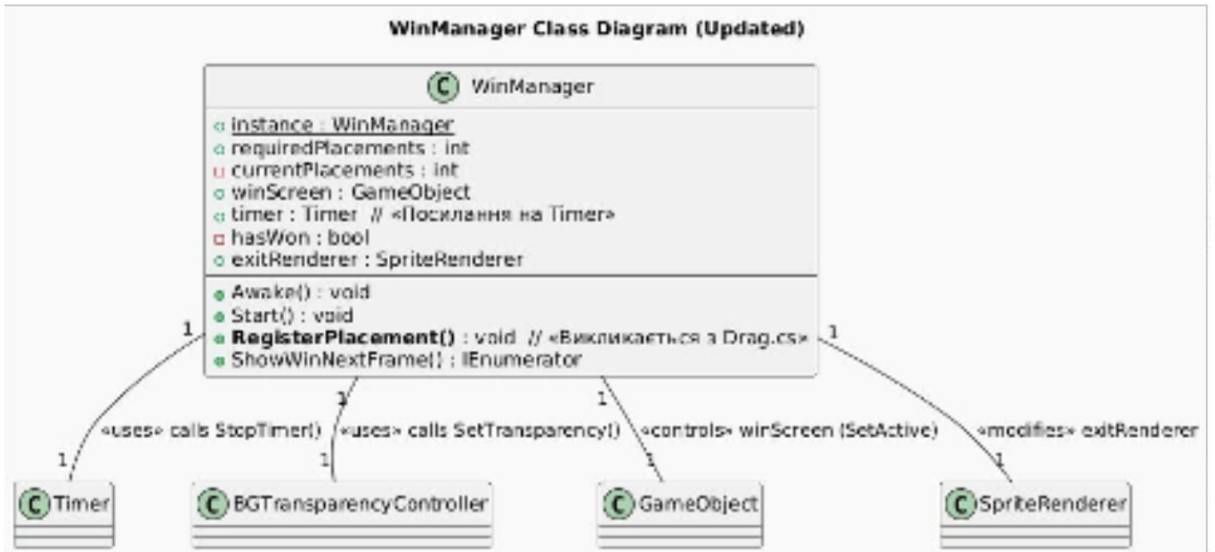 WinManager Class Diagram (Updated)
C WinManager
instance : WinManager
requiredPlacements : int
currentPlacements : int
winScreen : GameObject
timer : Timer // «Посилання на Timer»
hasWon : bool
exitRenderer : SpriteRenderer
Awake() : void
Start() : void
RegisterPlacement() : void // «Викликається з Drag.cs»
ShowWinNextFrame() : IEnumerator
1 1
1 1
«uses» calls StopTimer() «uses» calls SetTransparency() «controls» winScreen (SetActive) «modifies» exitRenderer
1 1 1 1
C Timer C BGTransparencyController C GameObject C SpriteRenderer